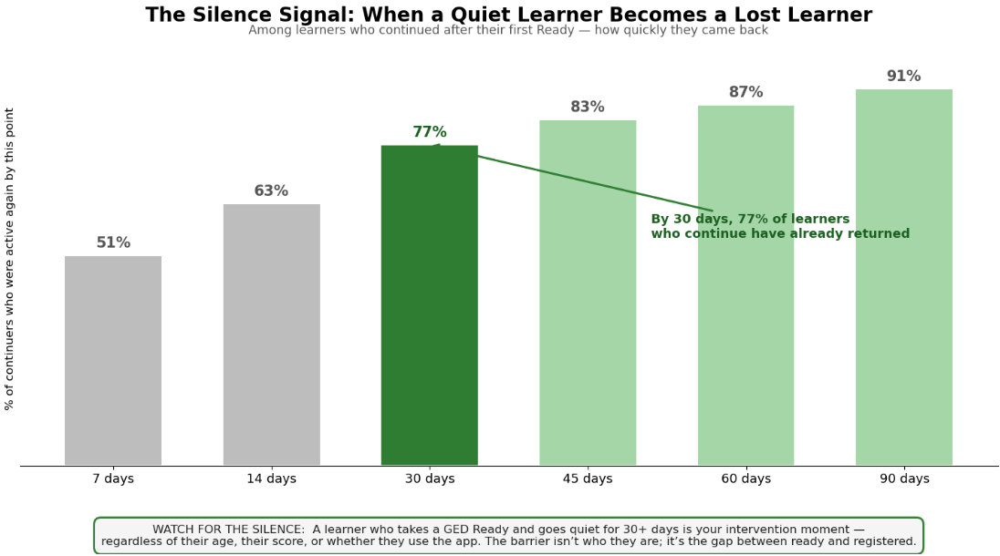 The Silence Signal: When a Quiet Learner Becomes a Lost Learner
Among learners who continued after their first Ready — how quickly they came back
% of continuers who were active again by this point
51%
63%
77%
83%
87%
91%
By 30 days, 77% of learners
who continue have already returned
7 days
14 days
30 days
45 days
60 days
90 days
WATCH FOR THE SILENCE:  A learner who takes a GED Ready and goes quiet for 30+ days is your intervention moment —
regardless of their age, their score, or whether they use the app. The barrier isn’t who they are; it’s the gap between ready and registered.